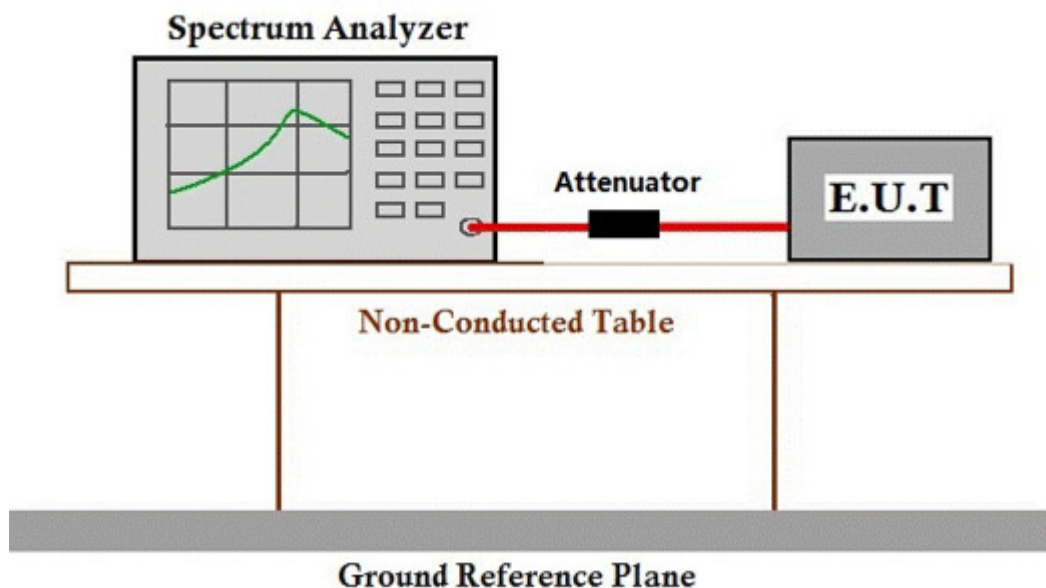 Spectrum Analyzer
Attenuator
E.U.T
Non-Conducted Table
Ground Reference Plane